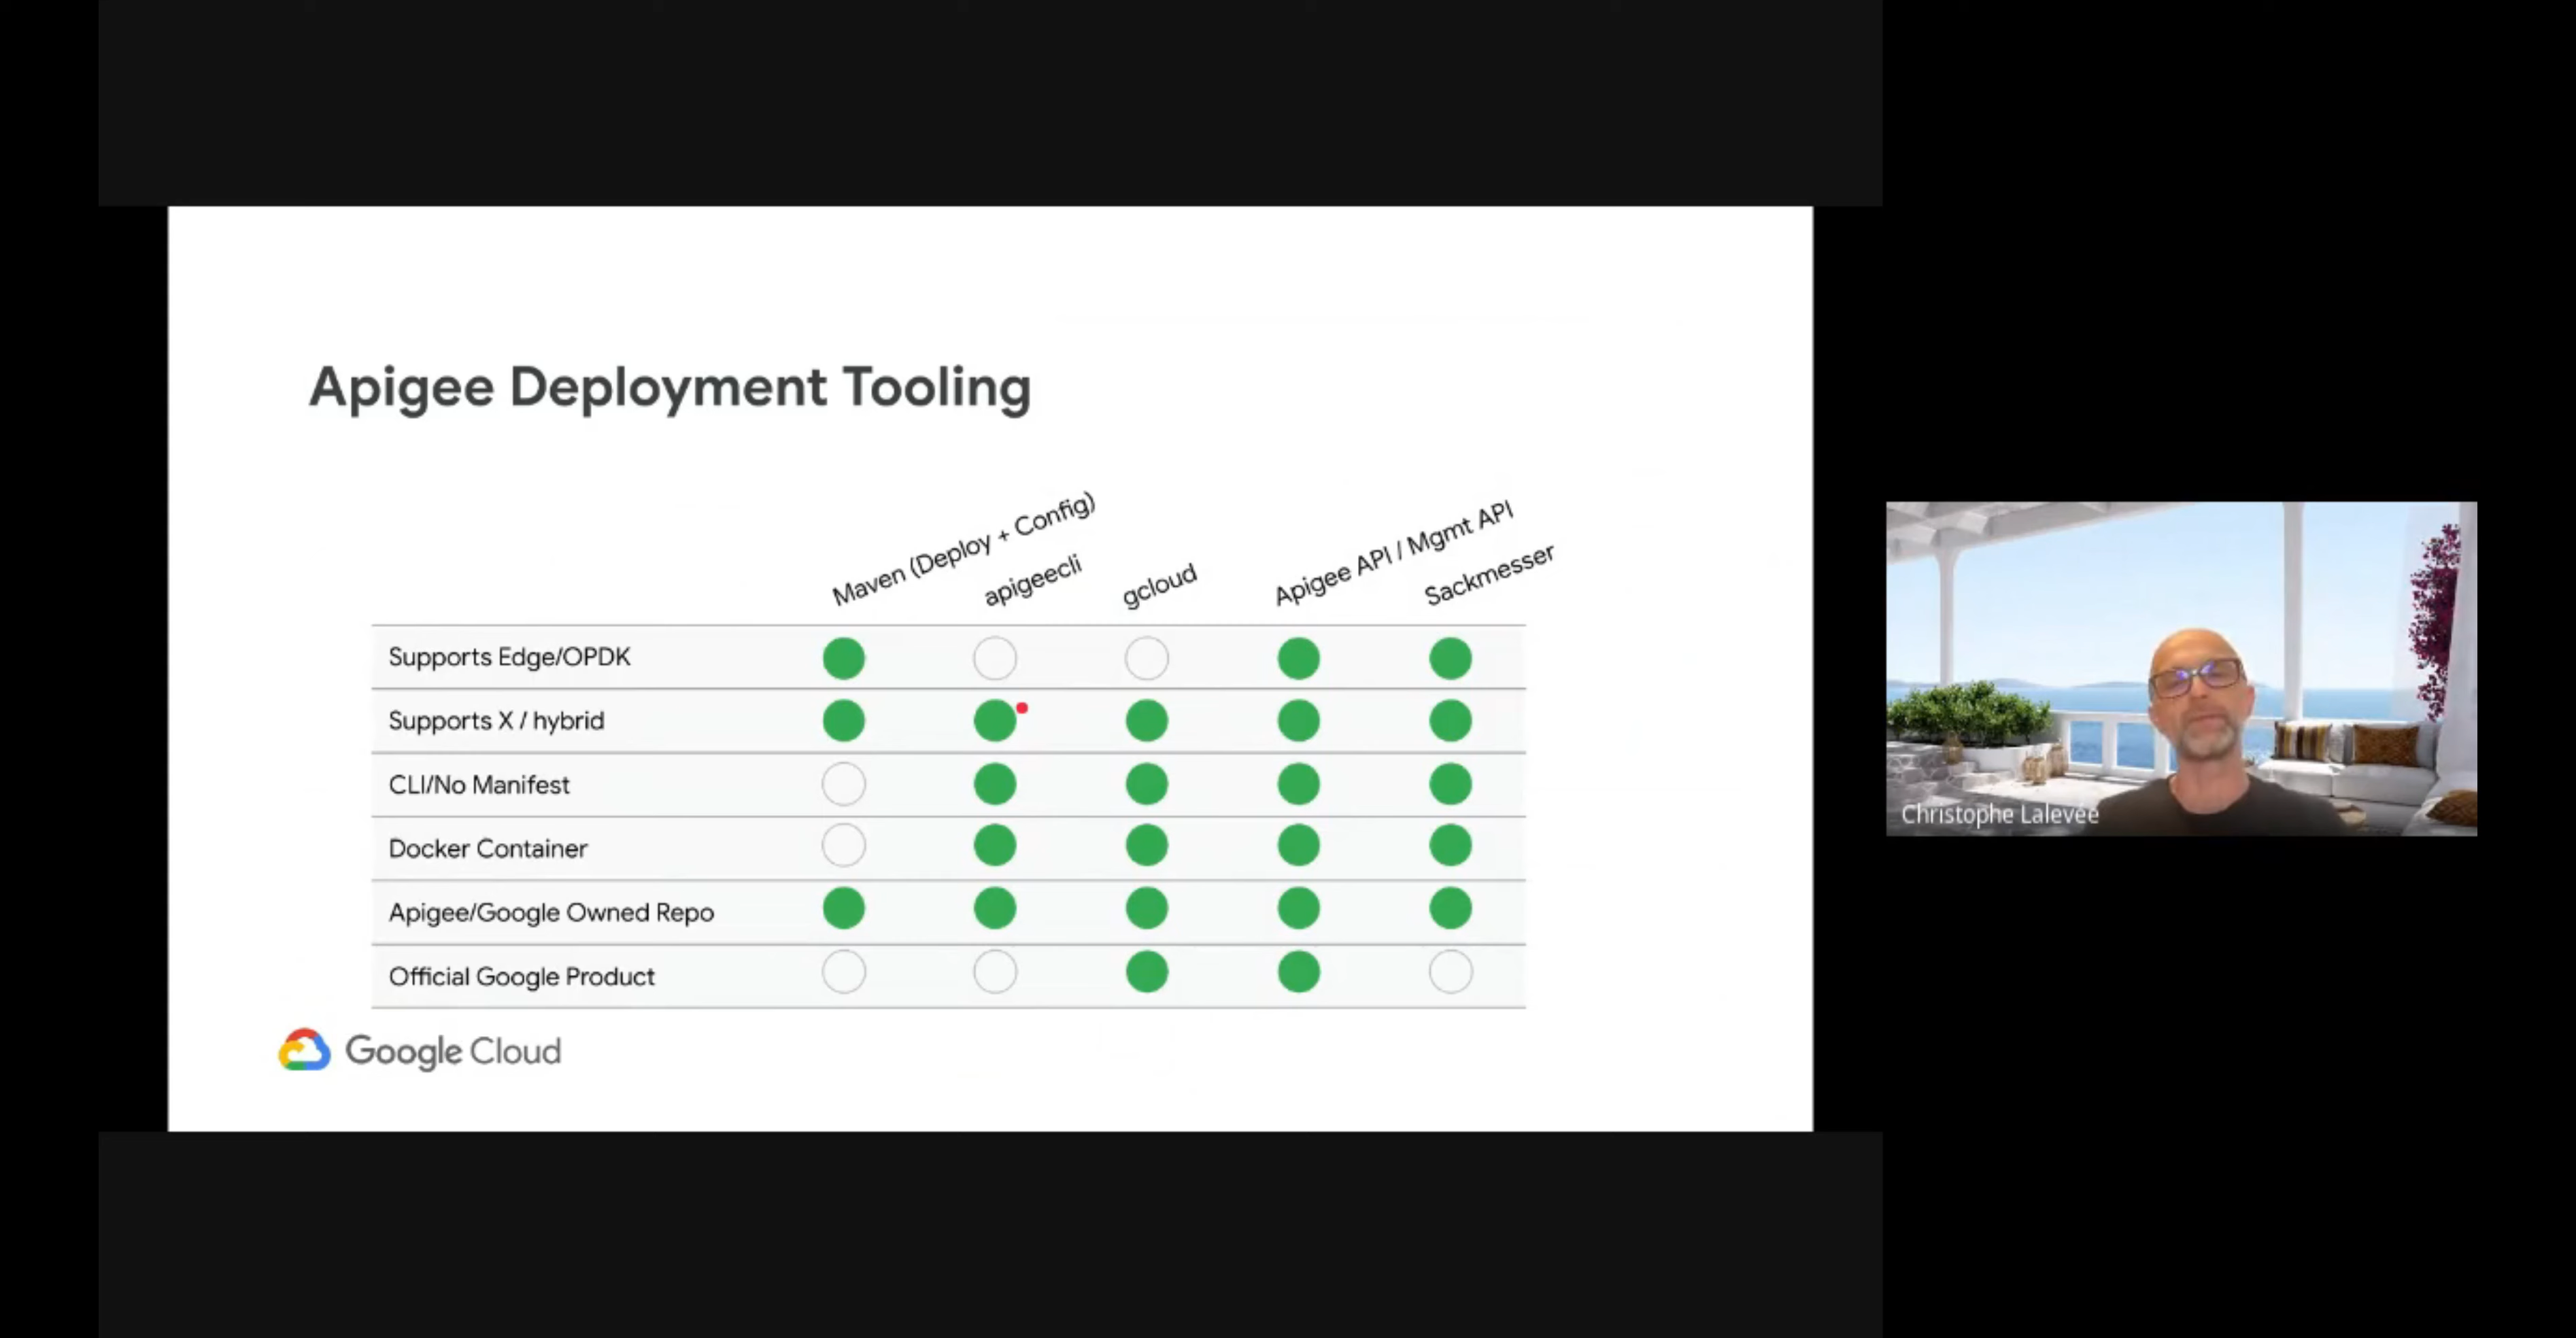 Apigee Deployment Tooling
Maven (Deploy + Config)
apigeecli
gcloud
Apigee API / Mgmt API
Sackmesser
Supports Edge/OPDK
Supports X / hybrid
CLI/No Manifest
Docker Container
Apigee/Google Owned Repo
Official Google Product
Google Cloud
Christophe Lalevée